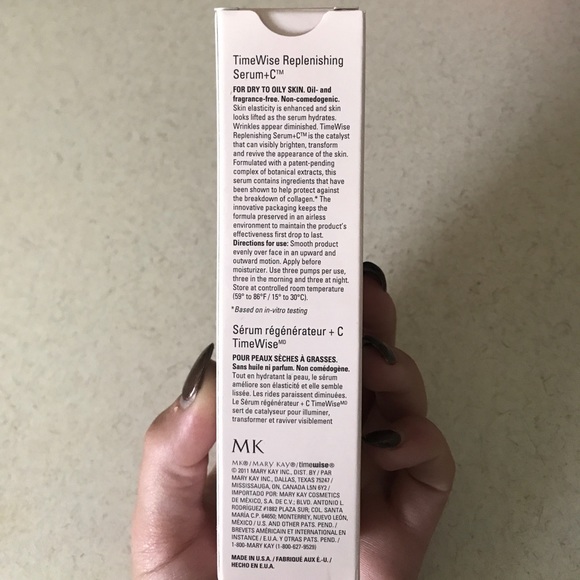 TimeWise Replenishing
Serum+C™
FOR DRY TO OILY SKIN. Oil- and
fragrance-free. Non-comedogenic.
Skin elasticity is enhanced and skin
looks lifted as the serum hydrates.
Wrinkles appear diminished. TimeWise
Replenishing Serum+C™ is the catalyst
that can visibly brighten, transform
and revive the appearance of the skin.
Formulated with a patent-pending
complex of botanical extracts, this
serum contains ingredients that have
been shown to help protect against
the breakdown of collagen.* The
innovative packaging keeps the
formula preserved in an airless
environment to maintain the product's
effectiveness first drop to last.
Directions for use: Smooth product
evenly over face in an upward and
outward motion. Apply before
moisturizer. Use three pumps per use,
three in the morning and three at night.
Store at controlled room temperature
(59° to 86°F / 15° to 30°C).
*Based on in-vitro testing
Sérum régénérateur + C
TimeWise MD
POUR PEAUX SÈCHES À GRASSES.
Sans huile ni parfum. Non comédogène.
Tout en hydratant la peau, le sérum
améliore son élasticité et elle semble
lissée. Les rides paraissent diminuées.
Le Sérum régénérateur + C TimeWise MD
sert de catalyseur pour illuminer,
transformer et raviver visiblement
MK
MK®/MARY KAY®/timewise®
© 2011 MARY KAY INC., DIST. BY / PAR
MARY KAY INC., DALLAS, TEXAS 75247 /
MISSISSAUGA, ON, CANADA L5N 6Y2 /
IMPORTADO POR: MARY KAY COSMETICS
DE MÉXICO, S.A. DE C.V.; BLVD. ANTONIO L.
RODRÍGUEZ #1882 PLAZA SUR; COL. SANTA
MARÍA C.P. 64650; MONTERREY, NUEVO LEÓN,
MÉXICO / U.S. AND OTHER PATS. PEND. /
BREVETS AMÉRICAIN ET INTERNATIONAL EN
INSTANCE / E.U.A. Y OTRAS PATS. PEND. /
1-800-MARY KAY (1-800-627-9529)
MADE IN U.S.A. / FABRIQUÉ AUX É.-U. /
HECHO EN E.U.A.